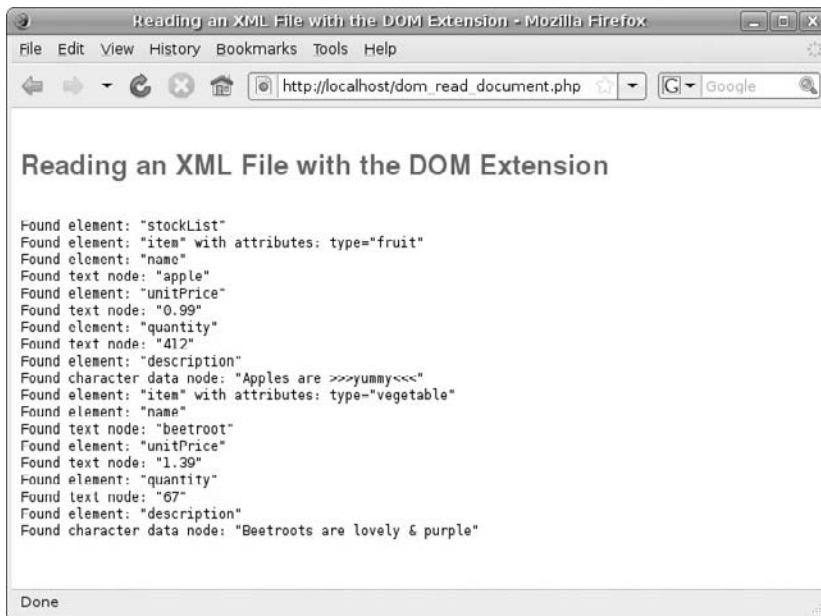 Reading an XML File with the DOM Extension - Mozilla Firefox
File Edit View History Bookmarks Tools Help
http://localhost/dom_read_document.php
G Google
Reading an XML File with the DOM Extension
Found element: "stockList"
Found element: "item" with attributes: type="fruit"
Found element: "name"
Found text node: "apple"
Found element: "unitPrice"
Found text node: "0.99"
Found element: "quantity"
Found text node: "412"
Found element: "description"
Found character data node: "Apples are >>>yummy<<<"
Found element: "item" with attributes: type="vegetable"
Found element: "name"
Found text node: "beetroot"
Found element: "unitPrice"
Found text node: "1.39"
Found element: "quantity"
Found text node: "67"
Found element: "description"
Found character data node: "Beetroots are lovely & purple"
Done